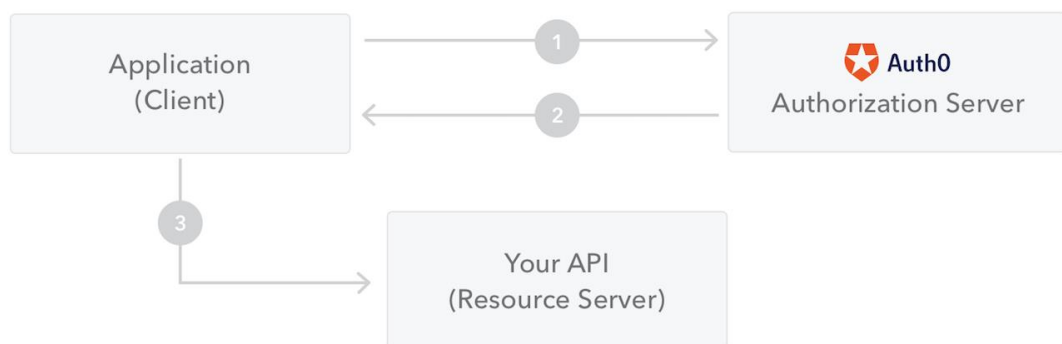 Application
(Client)
1
Auth0
Authorization Server
2
3
Your API
(Resource Server)